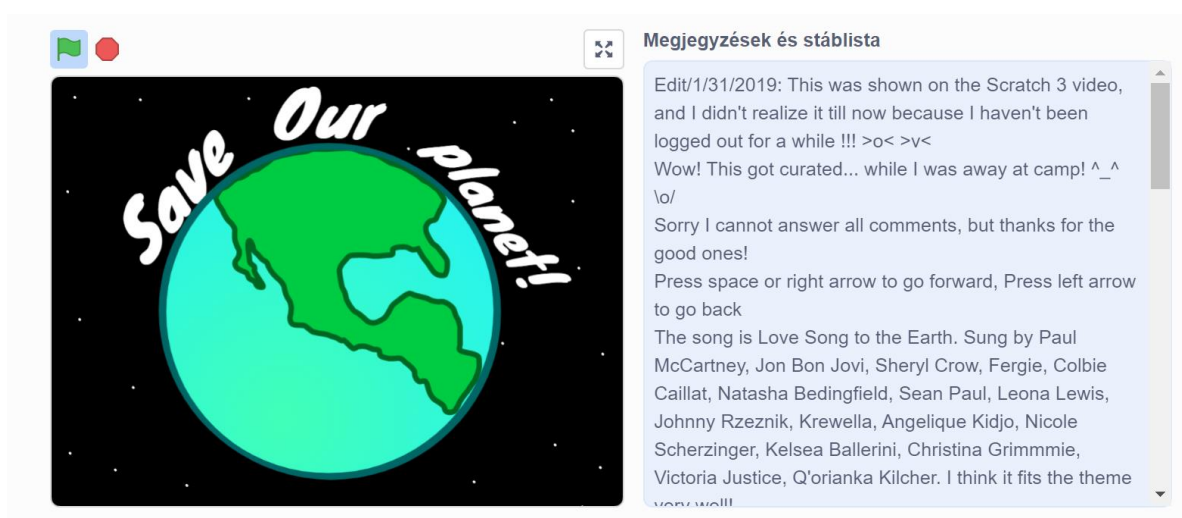 Save Our planet!
Megjegyzések és stáblista
Edit/1/31/2019: This was shown on the Scratch 3 video,
and I didn't realize it till now because I haven't been
logged out for a while !!! >o< >v<
Wow! This got curated... while I was away at camp! ^_^
\o/
Sorry I cannot answer all comments, but thanks for the
good ones!
Press space or right arrow to go forward, Press left arrow
to go back
The song is Love Song to the Earth. Sung by Paul
McCartney, Jon Bon Jovi, Sheryl Crow, Fergie, Colbie
Caillat, Natasha Bedingfield, Sean Paul, Leona Lewis,
Johnny Rzeznik, Krewella, Angelique Kidjo, Nicole
Scherzinger, Kelsea Ballerini, Christina Grimmmie,
Victoria Justice, Q'orianka Kilcher. I think it fits the theme
very well!